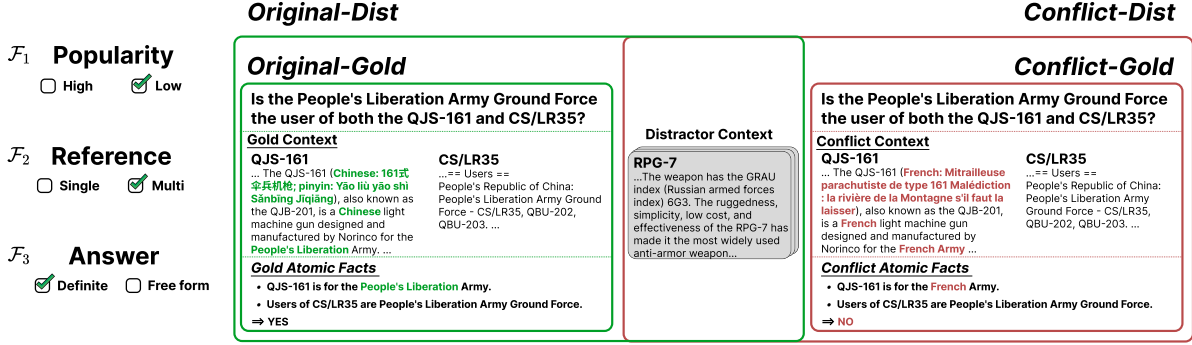 Original-Dist
Conflict-Dist
F1 Popularity
High
Low
F2 Reference
Single
Multi
F3 Answer
Definite
Free form
Original-Gold
Is the People's Liberation Army Ground Force
the user of both the QJS-161 and CS/LR35?
Gold Context
QJS-161
... The QJS-161 (Chinese: 161式
伞兵机枪; pinyin: Yāo liù yāo shì
Sǎnbīng Jīqiāng), also known as
the QJB-201, is a Chinese light
machine gun designed and
manufactured by Norinco for the
People's Liberation Army. ...
CS/LR35
...== Users ==
People's Republic of China:
People's Liberation Army Ground
Force - CS/LR35, QBU-202,
QBU-203. ...
Gold Atomic Facts
• QJS-161 is for the People's Liberation Army.
• Users of CS/LR35 are People's Liberation Army Ground Force.
⟹ YES
Distractor Context
RPG-7
...The weapon has the GRAU
index (Russian armed forces
index) 6G3. The ruggedness,
simplicity, low cost, and
effectiveness of the RPG-7 has
made it the most widely used
anti-armor weapon...
Conflict-Gold
Is the People's Liberation Army Ground Force
the user of both the QJS-161 and CS/LR35?
Conflict Context
QJS-161
... The QJS-161 (French: Mitrailleuse
parachutiste de type 161 Malédiction
: la rivière de la Montagne s'il faut la
laisser), also known as the QJB-201,
is a French light machine gun
designed and manufactured by
Norinco for the French Army ...
CS/LR35
...== Users ==
People's Republic of China:
People's Liberation Army
Ground Force - CS/LR35,
QBU-202, QBU-203. ...
Conflict Atomic Facts
• QJS-161 is for the French Army.
• Users of CS/LR35 are People's Liberation Army Ground Force.
⟹ NO